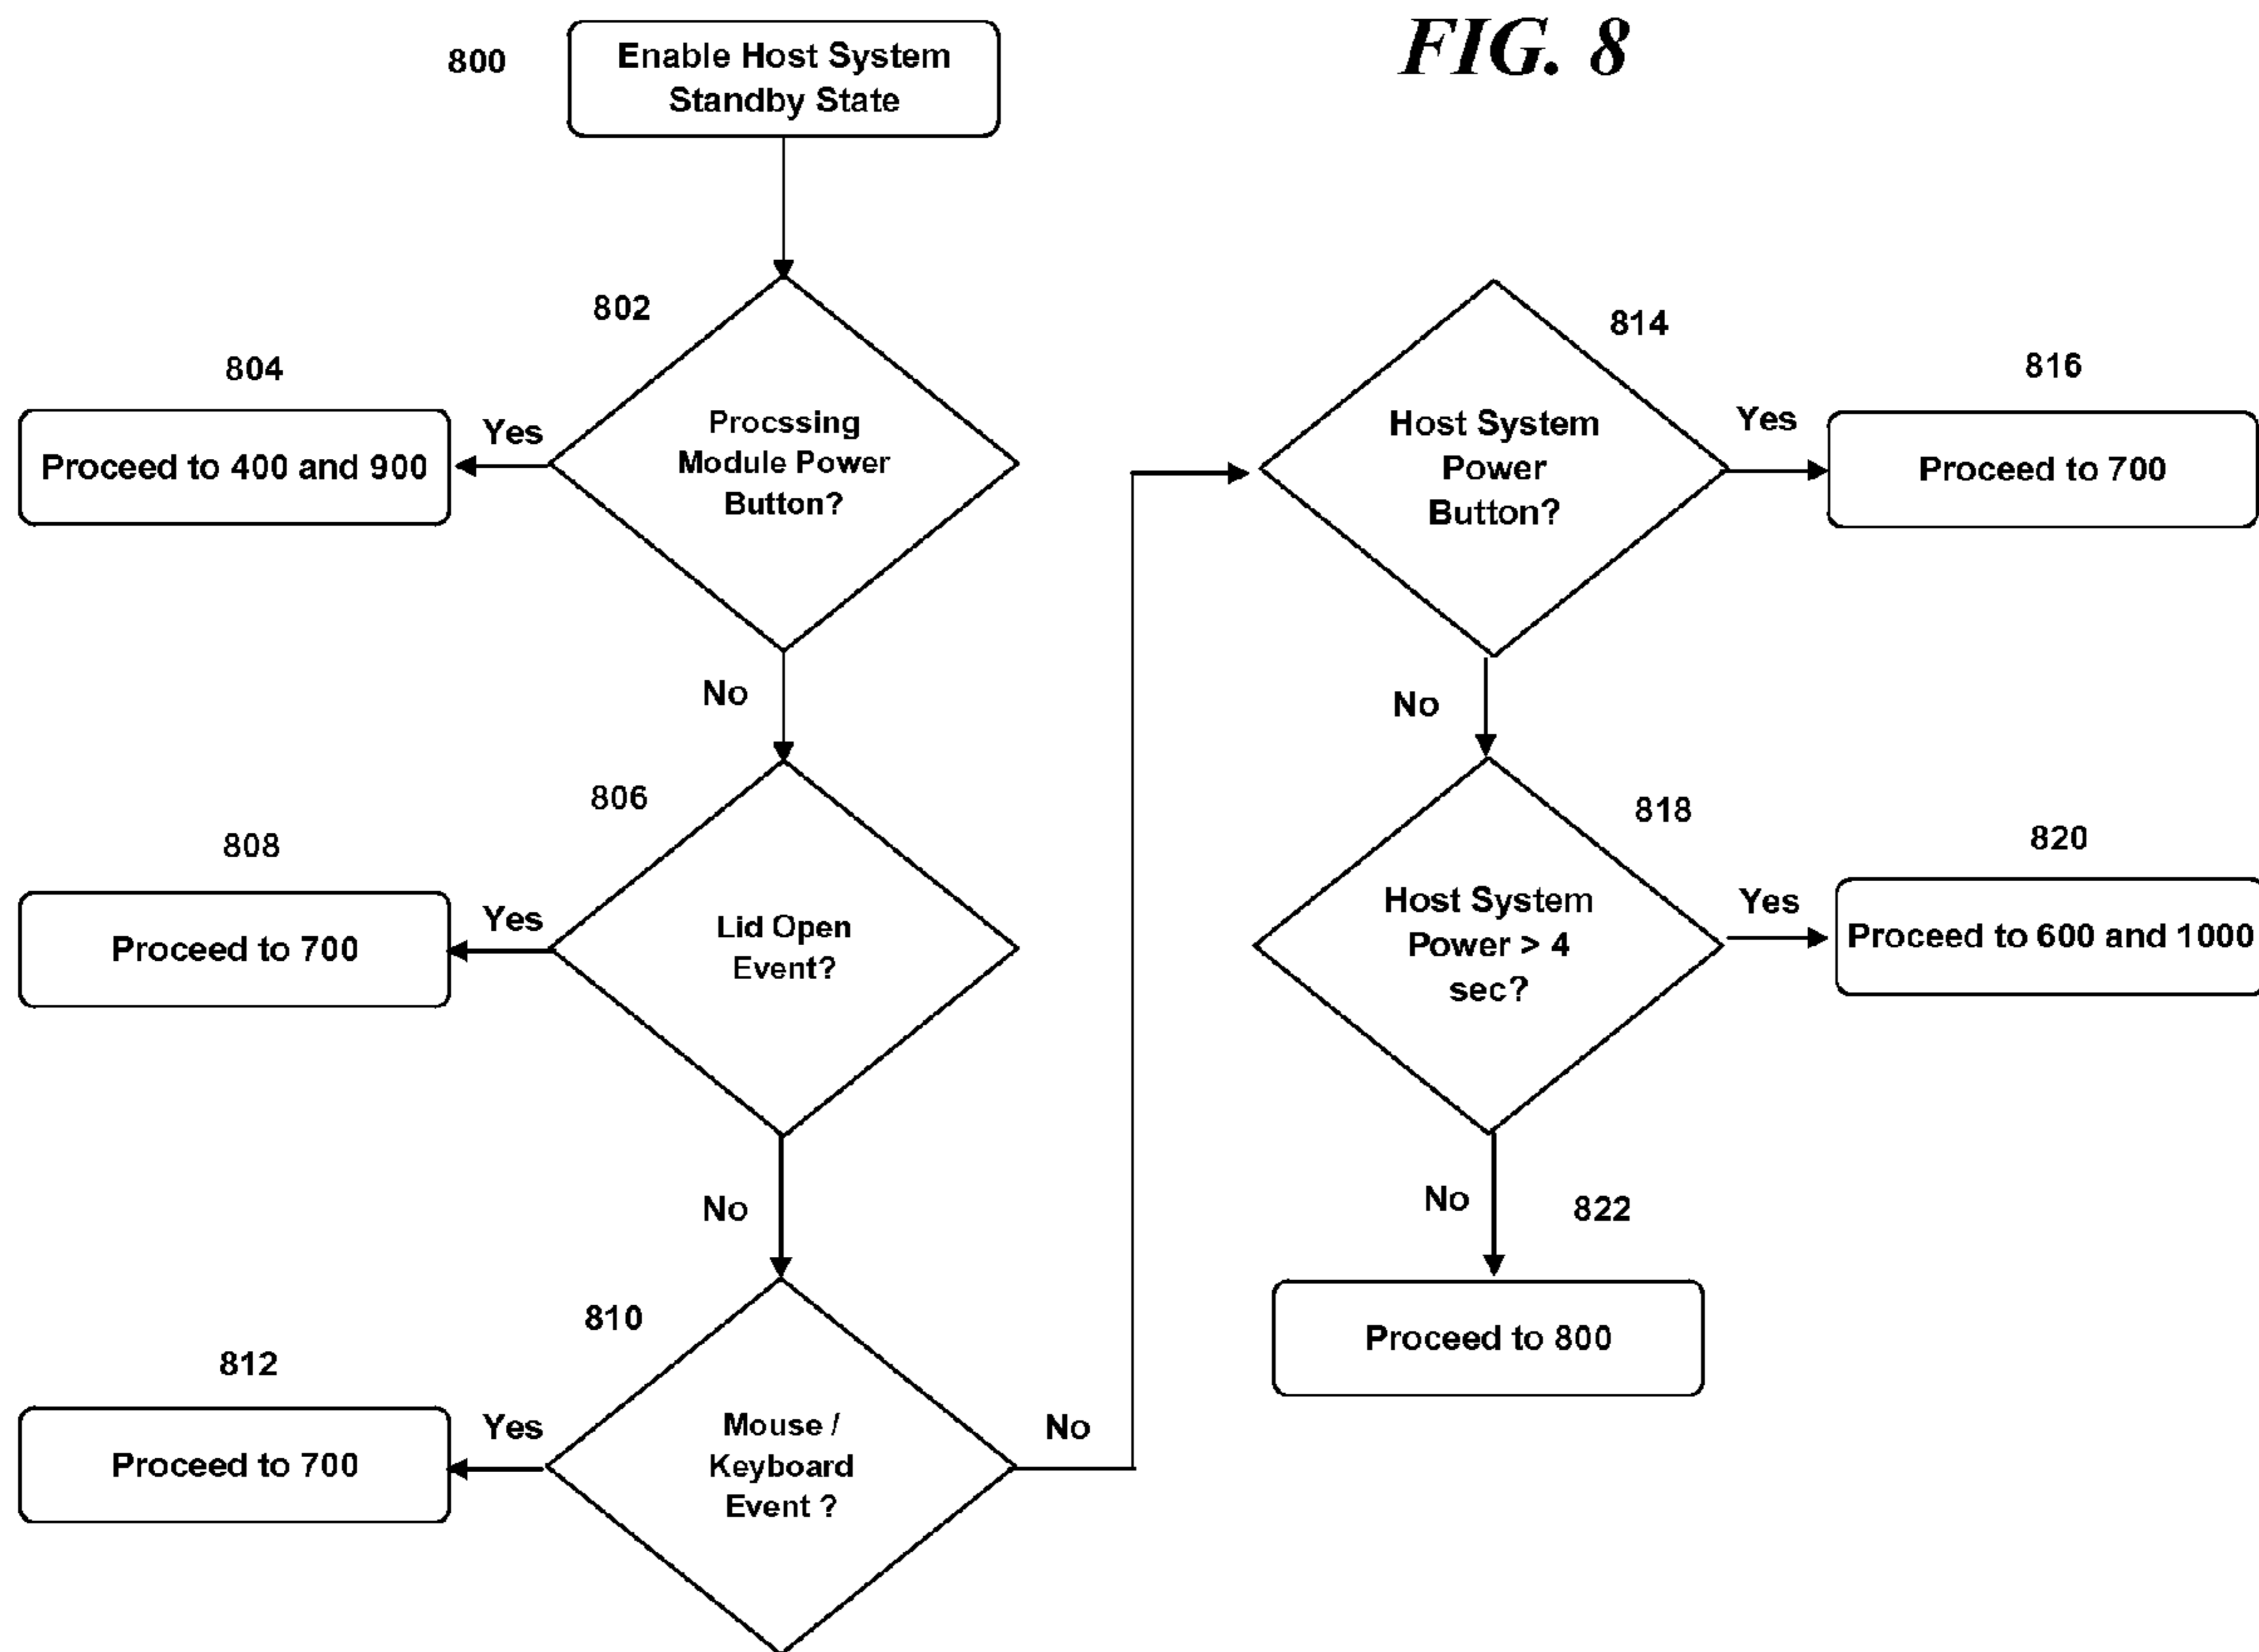 FIG. 8
800
Enable Host System
Standby State
802
Procssing
Module Power
Button?
804
Yes
Proceed to 400 and 900
No
806
Lid Open
Event?
808
Yes
Proceed to 700
No
810
Mouse /
Keyboard
Event ?
812
Yes
Proceed to 700
No
814
Host System
Power
Button?
816
Yes
Proceed to 700
No
818
Host System
Power > 4
sec?
820
Yes
Proceed to 600 and 1000
No
822
Proceed to 800